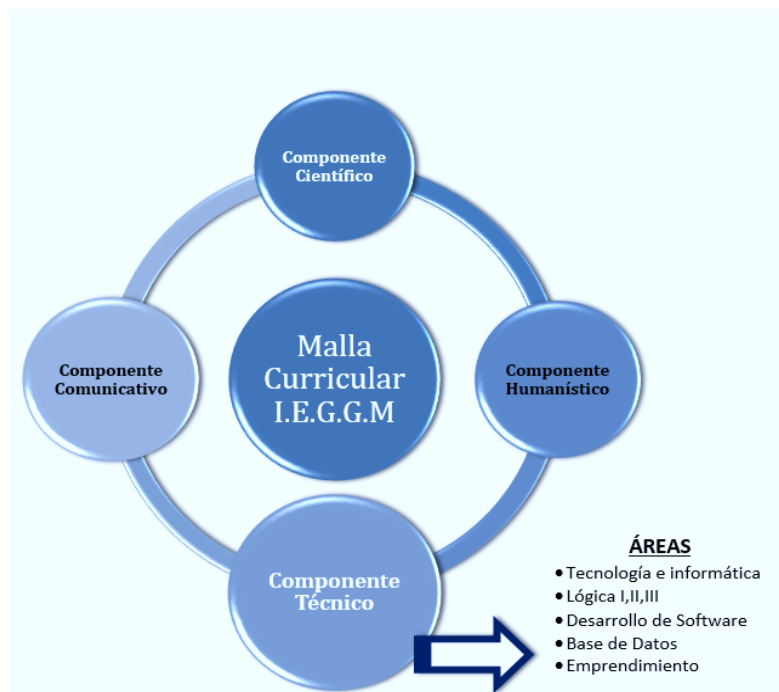 Componente
Científico
Componente
Comunicativo
Malla
Curricular
I.E.G.G.M
Componente
Humanístico
Componente
Técnico
ÁREAS
• Tecnología e informática
• Lógica I,II,III
• Desarrollo de Software
• Base de Datos
• Emprendimiento